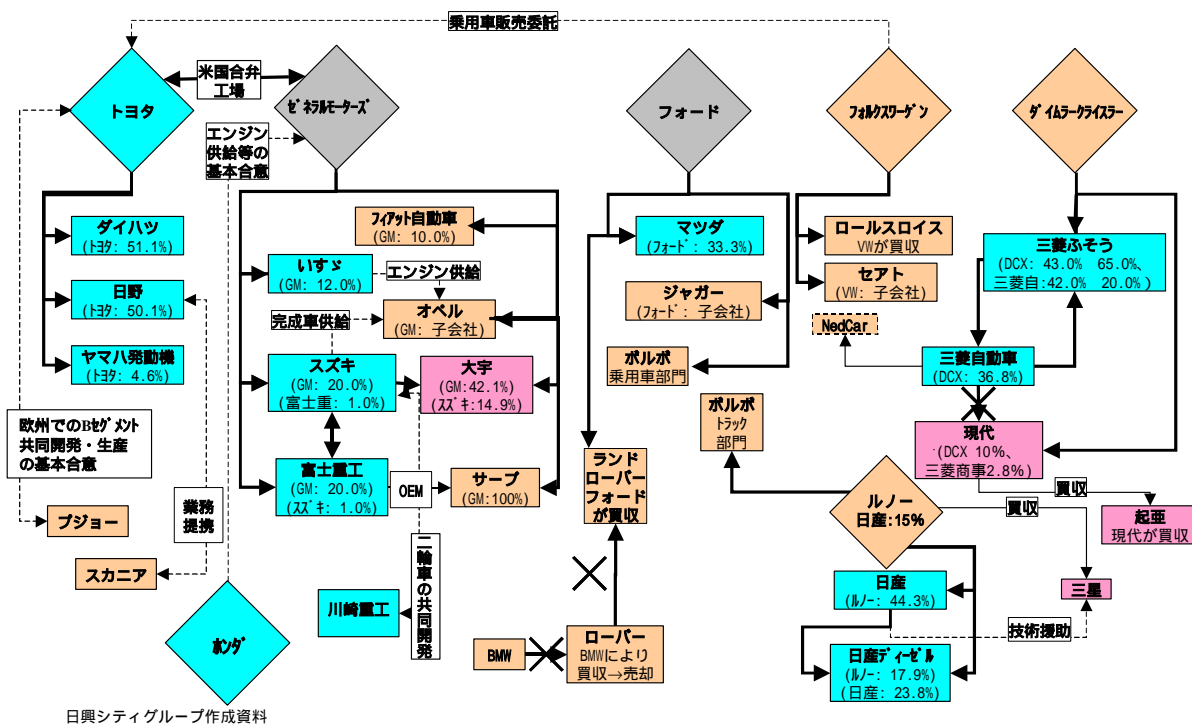 乗用車販売委託
トヨタ
米国合弁
工場
ｾﾞﾈﾗﾙﾓｰﾀｰｽﾞ
フォード
ﾌｫﾙｸｽﾜｰｹﾞﾝ
ﾀﾞｲﾑﾗｰｸﾗｲｽﾗｰ
エンジン
供給等の
基本合意
ダイハツ
(ﾄﾖﾀ: 51.1%)
日野
(ﾄﾖﾀ: 50.1%)
ヤマハ発動機
(ﾄﾖﾀ: 4.6%)
ﾌｨｱｯﾄ自動車
(GM: 10.0%)
いすゞ
(GM: 12.0%)
エンジン供給
オペル
(GM: 子会社)
完成車供給
スズキ
(GM: 20.0%)
(富士重: 1.0%)
大宇
(GM:42.1%)
(ｽｽﾞｷ:14.9%)
富士重工
(GM: 20.0%)
(ｽｽﾞｷ: 1.0%)
OEM
サーブ
(GM:100%)
マツダ
(ﾌｫｰﾄﾞ: 33.3%)
ジャガー
(ﾌｫｰﾄﾞ: 子会社)
ボルボ
乗用車部門
ボルボ
ﾄﾗｯｸ
部門
ランド
ローバー
フォード
が買収
ロールスロイス
VWが買収
セアト
(VW: 子会社)
三菱ふそう
(DCX: 43.0% 65.0%、
三菱自:42.0% 20.0%)
NedCar
三菱自動車
(DCX: 36.8%)
現代
(DCX 10%、
三菱商事2.8%)
買収
起亜
現代が買収
ルノー
日産:15%
買収
三星
日産
(ﾙﾉｰ: 44.3%)
技術援助
日産ﾃﾞｨｰｾﾞﾙ
(ﾙﾉｰ: 17.9%)
(日産: 23.8%)
欧州でのBｾｸﾞﾒﾝﾄ
共同開発・生産
の基本合意
業務
提携
プジョー
スカニア
ホンダ
川崎重工
二輪車の共同開発
BMW
ローバー
BMWにより
買収→売却
日興シティグループ作成資料